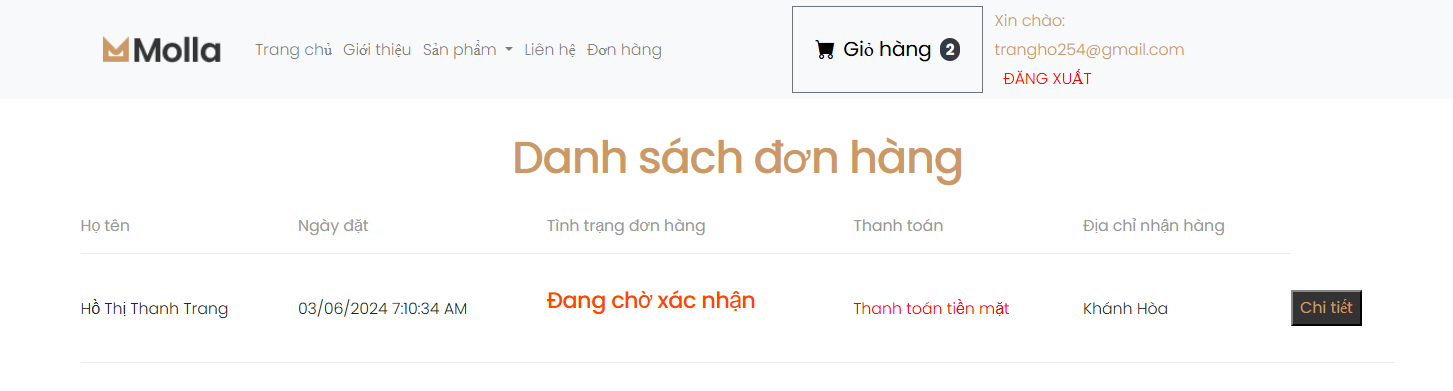 Molla
Trang chủ Giới thiệu Sản phẩm Liên hệ Đơn hàng
Giỏ hàng 2
Xin chào:
trangho254@gmail.com
ĐĂNG XUẤT
Danh sách đơn hàng
Họ tên Ngày đặt Tình trạng đơn hàng Thanh toán Địa chỉ nhận hàng
Hồ Thị Thanh Trang 03/06/2024 7:10:34 AM Đang chờ xác nhận Thanh toán tiền mặt Khánh Hòa Chi tiết